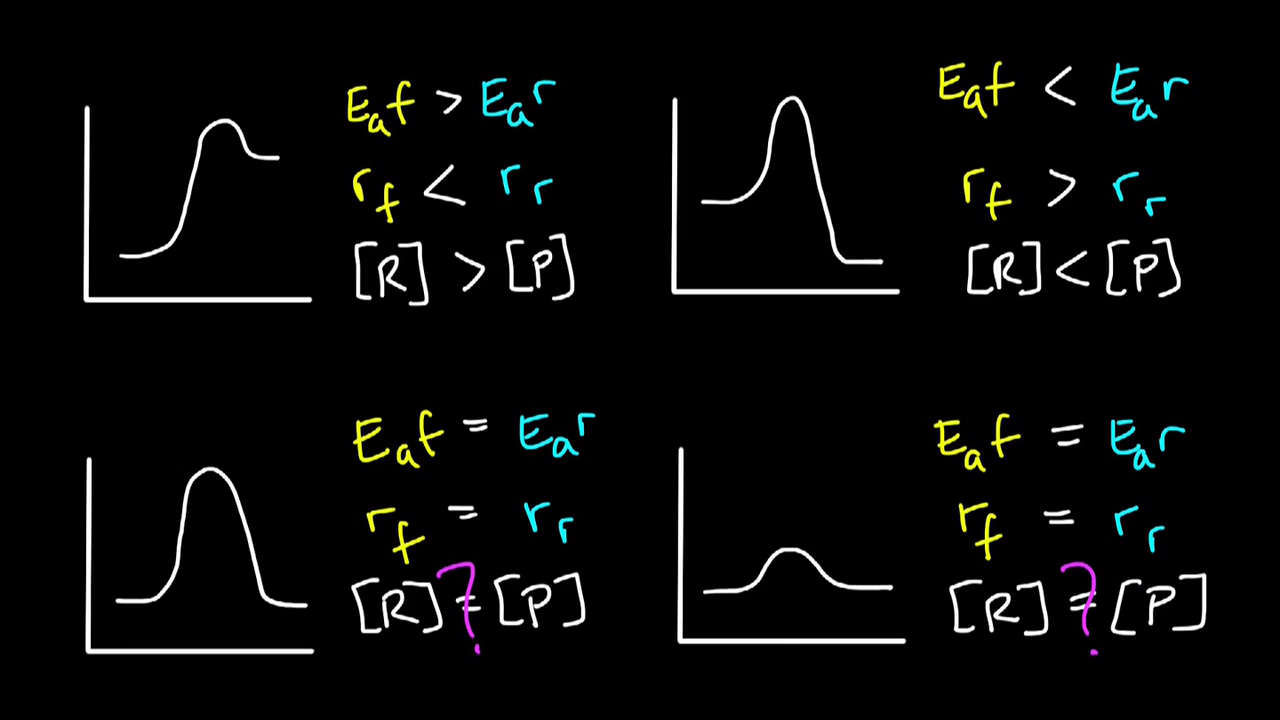 Eaf > Ear
rf < rr
[R] > [P]
Eaf < Ear
rf > rr
[R] < [P]
Eaf = Ear
rf = rr
[R] =? [P]
Eaf = Ear
rf = rr
[R] =? [P]